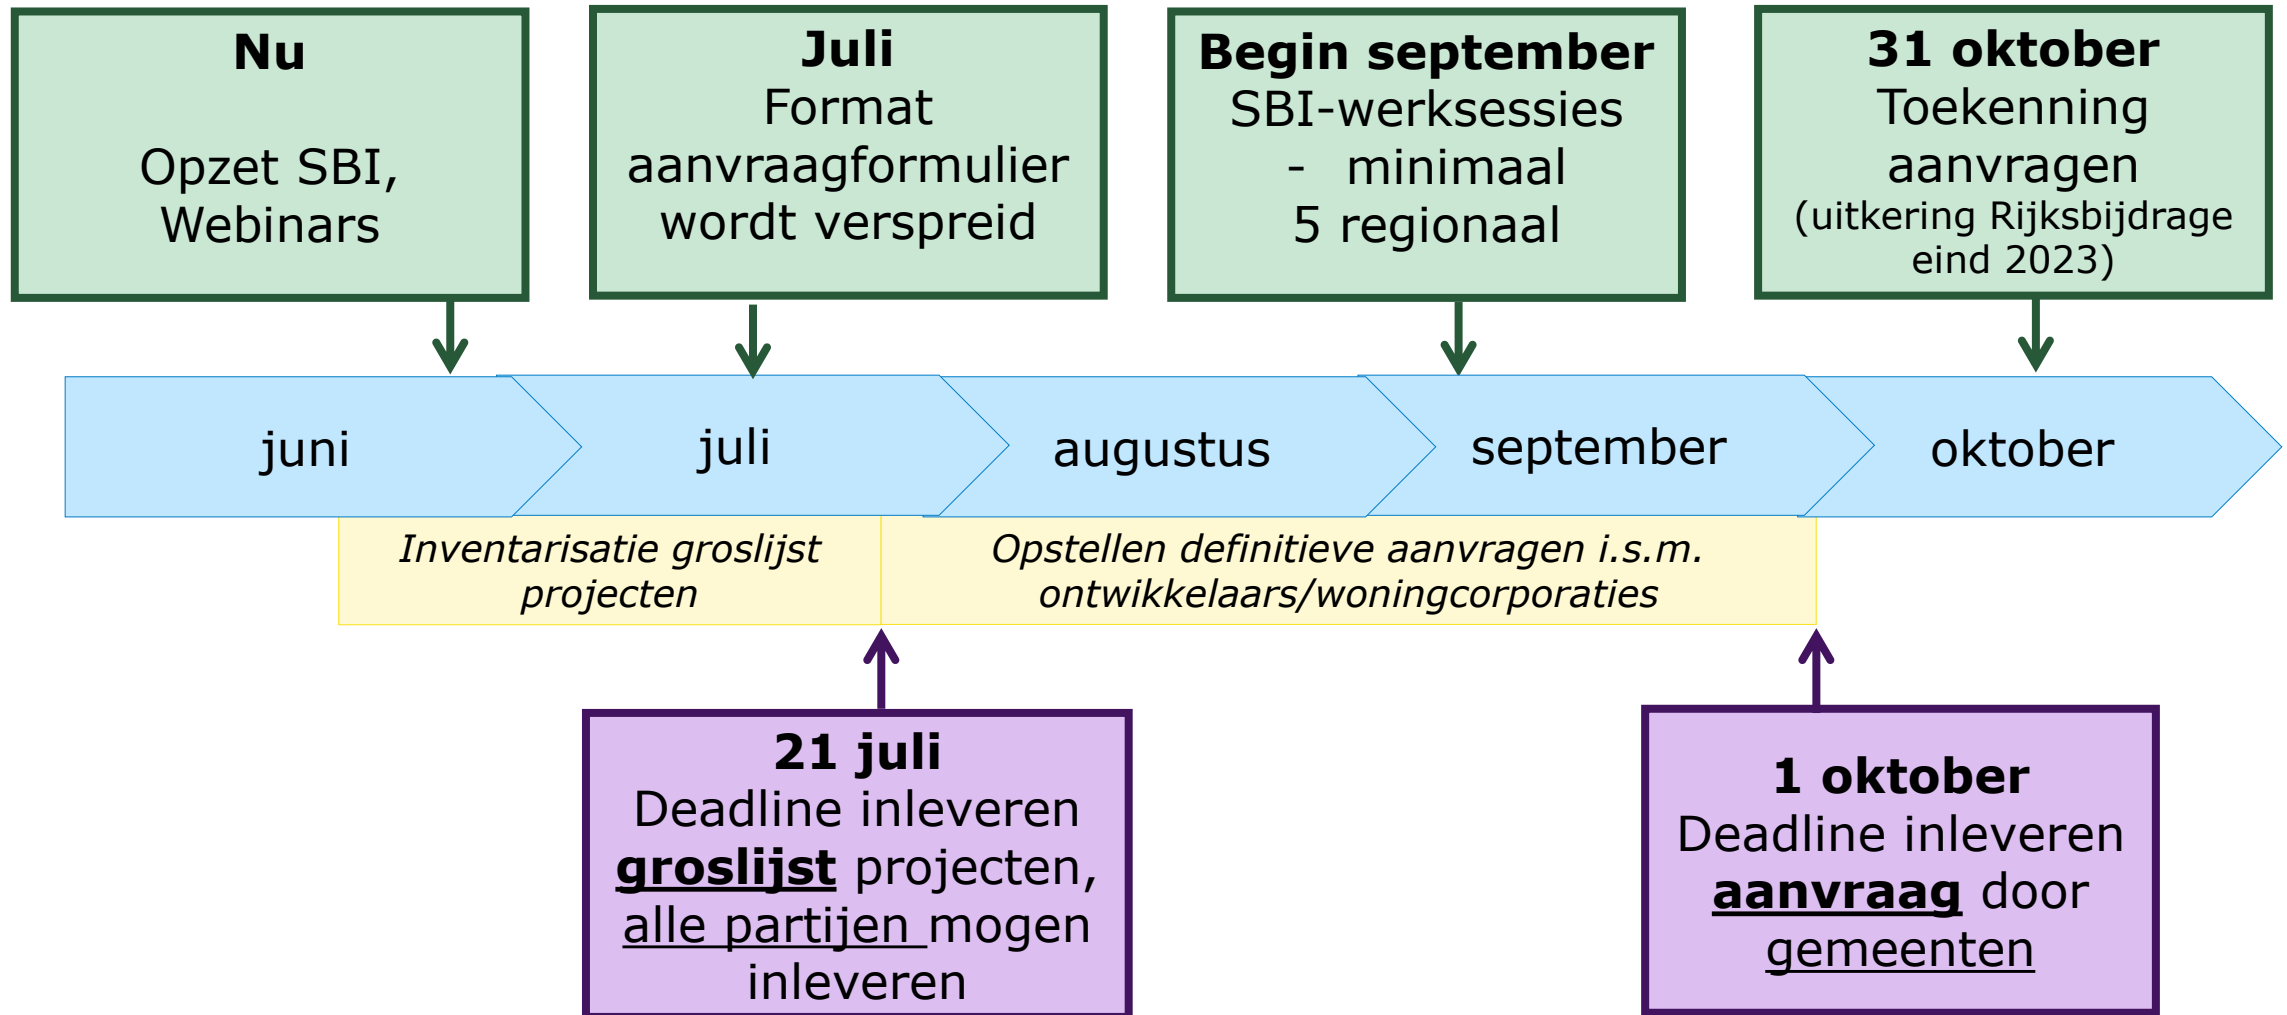 Nu
Opzet SBI,
Webinars
Juli
Format
aanvraagformulier
wordt verspreid
Begin september
SBI-werksessies
- minimaal
5 regionaal
31 oktober
Toekenning
aanvragen
(uitkering Rijksbijdrage
eind 2023)
juni
juli
augustus
september
oktober
Inventarisatie groslijst
projecten
Opstellen definitieve aanvragen i.s.m.
ontwikkelaars/woningcorporaties
21 juli
Deadline inleveren
groslijst projecten,
alle partijen mogen
inleveren
1 oktober
Deadline inleveren
aanvraag door
gemeenten